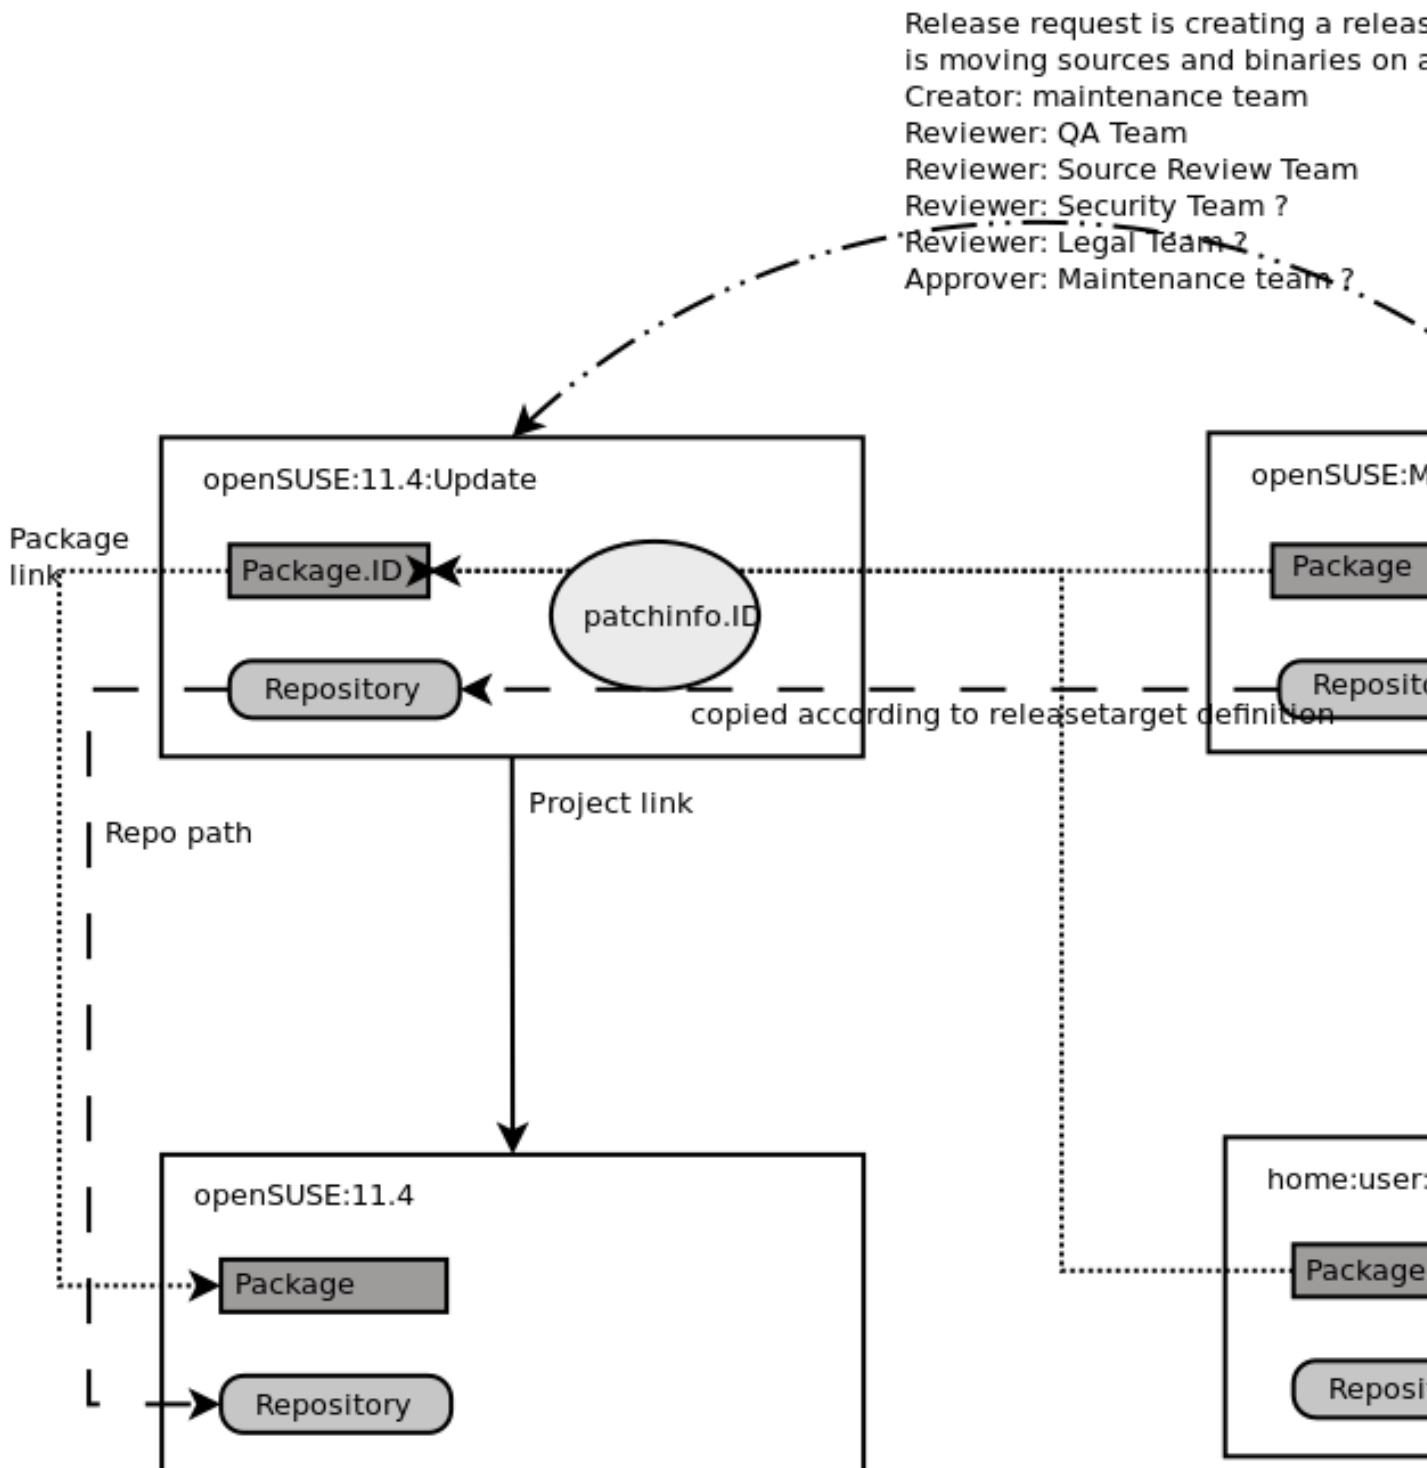 Release request is creating a releas
is moving sources and binaries on a
Creator: maintenance team
Reviewer: QA Team
Reviewer: Source Review Team
Reviewer: Security Team ?
Reviewer: Legal Team ?
Approver: Maintenance team ?
openSUSE:11.4:Update
openSUSE:M
Package
link
Package.ID
patchinfo.ID
Package
Repository
Reposito
copied according to releasetarget definition
Project link
Repo path
openSUSE:11.4
home:user:
Package
Package
Repository
Reposi